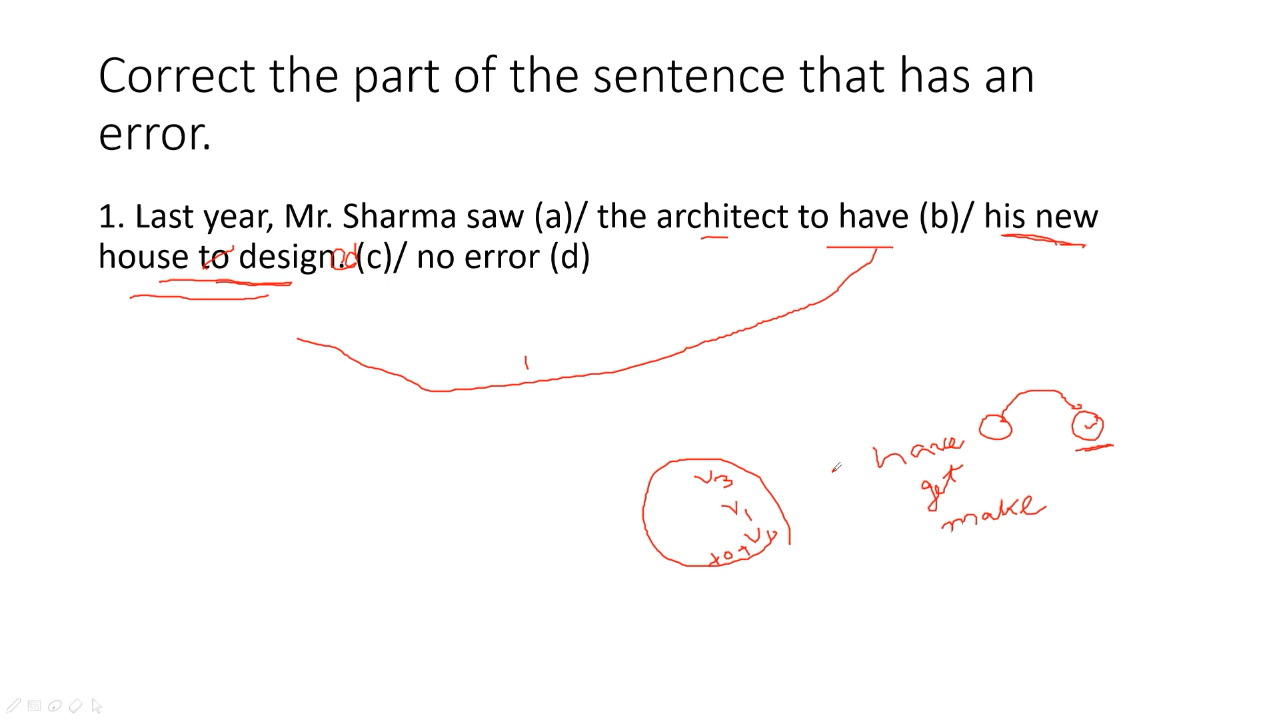 Correct the part of the sentence that has an
error.
1. Last year, Mr. Sharma saw (a)/ the architect to have (b)/ his new
house to design. (c)/ no error (d)
ed
have
get
make
V3
V1
to + V1